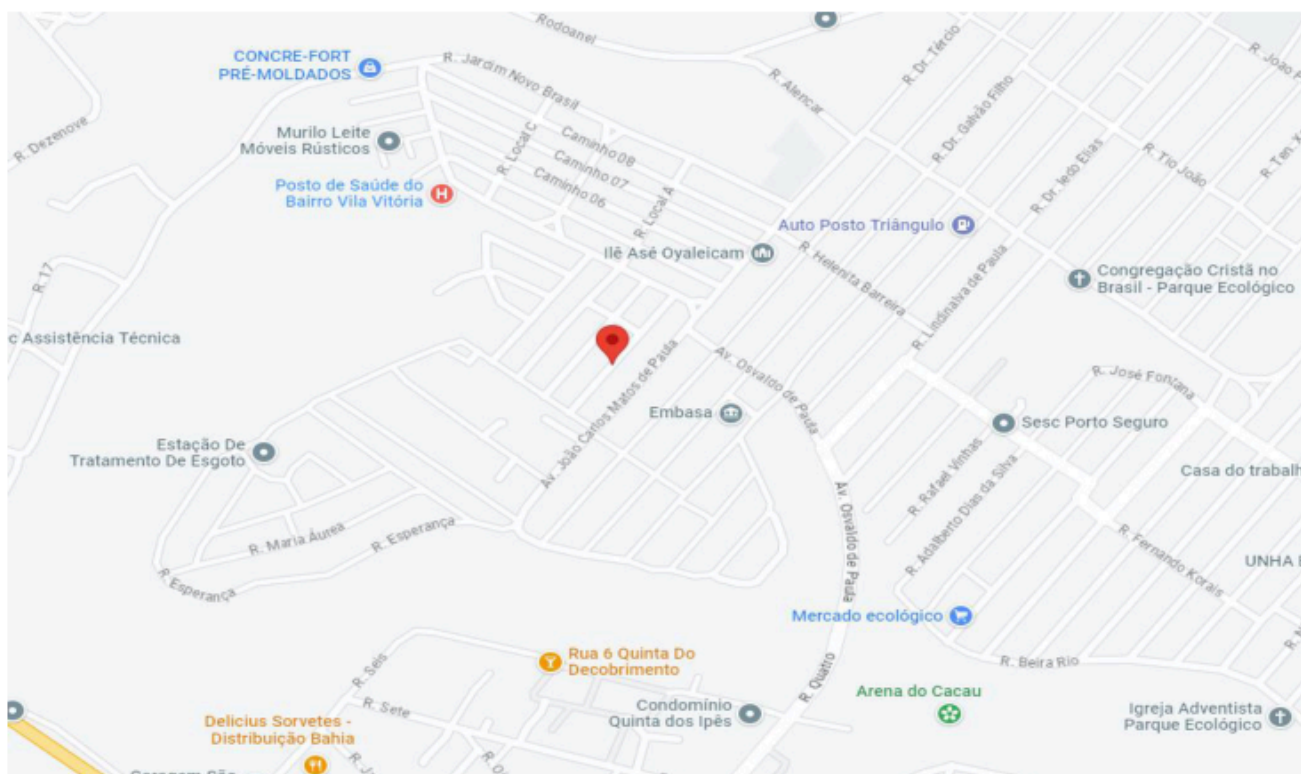 Rodoanel
CONCRE-FORT
PRÉ-MOLDADOS
R. Jardim Novo Brasil
R. Dr. Tércio
R. Alencar
R. Dr. Galvão Filho
R. Dezenove
Murilo Leite
Móveis Rústicos
R. Local C
Caminho 08
Caminho 07
Caminho 06
R. Dr. Iedo Elias
R. Tio João
Posto de Saúde do
Bairro Vila Vitória
R. Local A
Auto Posto Triângulo
Ilê Asé Oyaleicam
R. Helenita Barreira
R. Lindinalva de Paula
Congregação Cristã no
Brasil - Parque Ecológico
R. 17
c Assistência Técnica
Av. João Carlos Matos de Paula
Av. Osvaldo de Paula
R. José Fontana
Embasa
Sesc Porto Seguro
Estação De
Tratamento De Esgoto
R. Rafael Vinhas
R. Adalberto Dias da Silva
Casa do trabalh
Av. Osvaldo de Paula
R. Maria Áurea
R. Esperança
R. Esperança
R. Fernando Korais
UNHA
Mercado ecológico
Rua 6 Quinta Do
Decobrimento
R. Seis
R. Beira Rio
R. Quatro
R. Sete
Condomínio
Quinta dos Ipês
Arena do Cacau
Igreja Adventista
Parque Ecológico
Delicius Sorvetes -
Distribuição Bahia